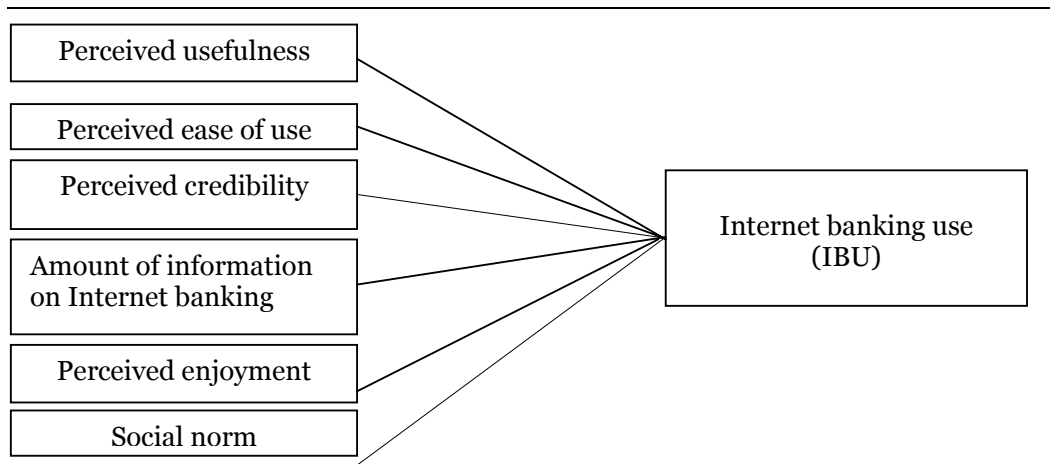 Perceived usefulness
Perceived ease of use
Perceived credibility
Amount of information
on Internet banking
Perceived enjoyment
Social norm
Internet banking use
(IBU)